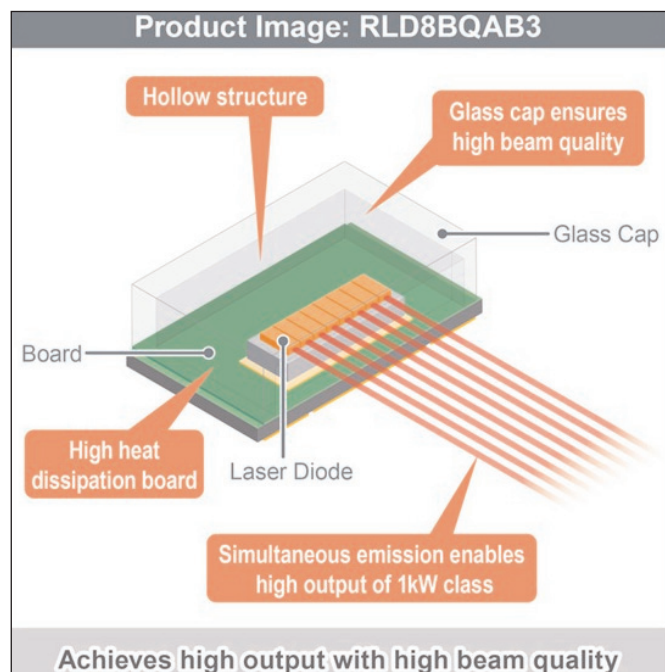 Product Image: RLD8BQAB3
Hollow structure
Glass cap ensures
high beam quality
Glass Cap
Board
High heat
dissipation board
Laser Diode
Simultaneous emission enables
high output of 1kW class
Achieves high output with high beam quality